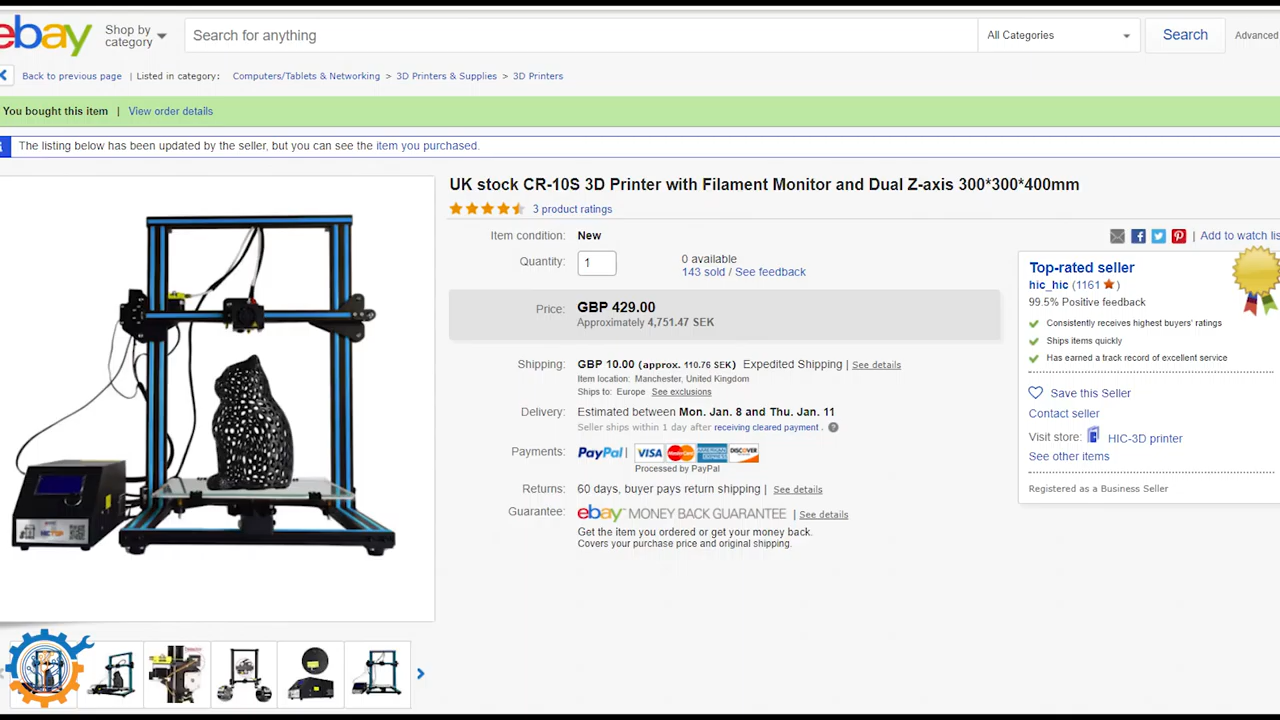 ebay
Shop by
category
Search for anything
All Categories
Search
Advanced
Back to previous page | Listed in category: Computers/Tablets & Networking > 3D Printers & Supplies > 3D Printers
You bought this item | View order details
The listing below has been updated by the seller, but you can see the item you purchased.
UK stock CR-10S 3D Printer with Filament Monitor and Dual Z-axis 300*300*400mm
3 product ratings
Item condition: New
Quantity: 1
0 available
143 sold / See feedback
Price: GBP 429.00
Approximately 4,751.47 SEK
Shipping: GBP 10.00 (approx. 110.76 SEK) Expedited Shipping | See details
Item location: Manchester, United Kingdom
Ships to: Europe See exclusions
Delivery: Estimated between Mon. Jan. 8 and Thu. Jan. 11
Seller ships within 1 day after receiving cleared payment . ?
Payments: PayPal | VISA MasterCard AMERICAN EXPRESS DISCOVER
Processed by PayPal
Returns: 60 days, buyer pays return shipping | See details
Guarantee: ebay MONEY BACK GUARANTEE | See details
Get the item you ordered or get your money back.
Covers your purchase price and original shipping.
| Add to watch lis
Top-rated seller
hic_hic (1161 )
99.5% Positive feedback
Consistently receives highest buyers' ratings
Ships items quickly
Has earned a track record of excellent service
Save this Seller
Contact seller
Visit store: HIC-3D printer
See other items
Registered as a Business Seller